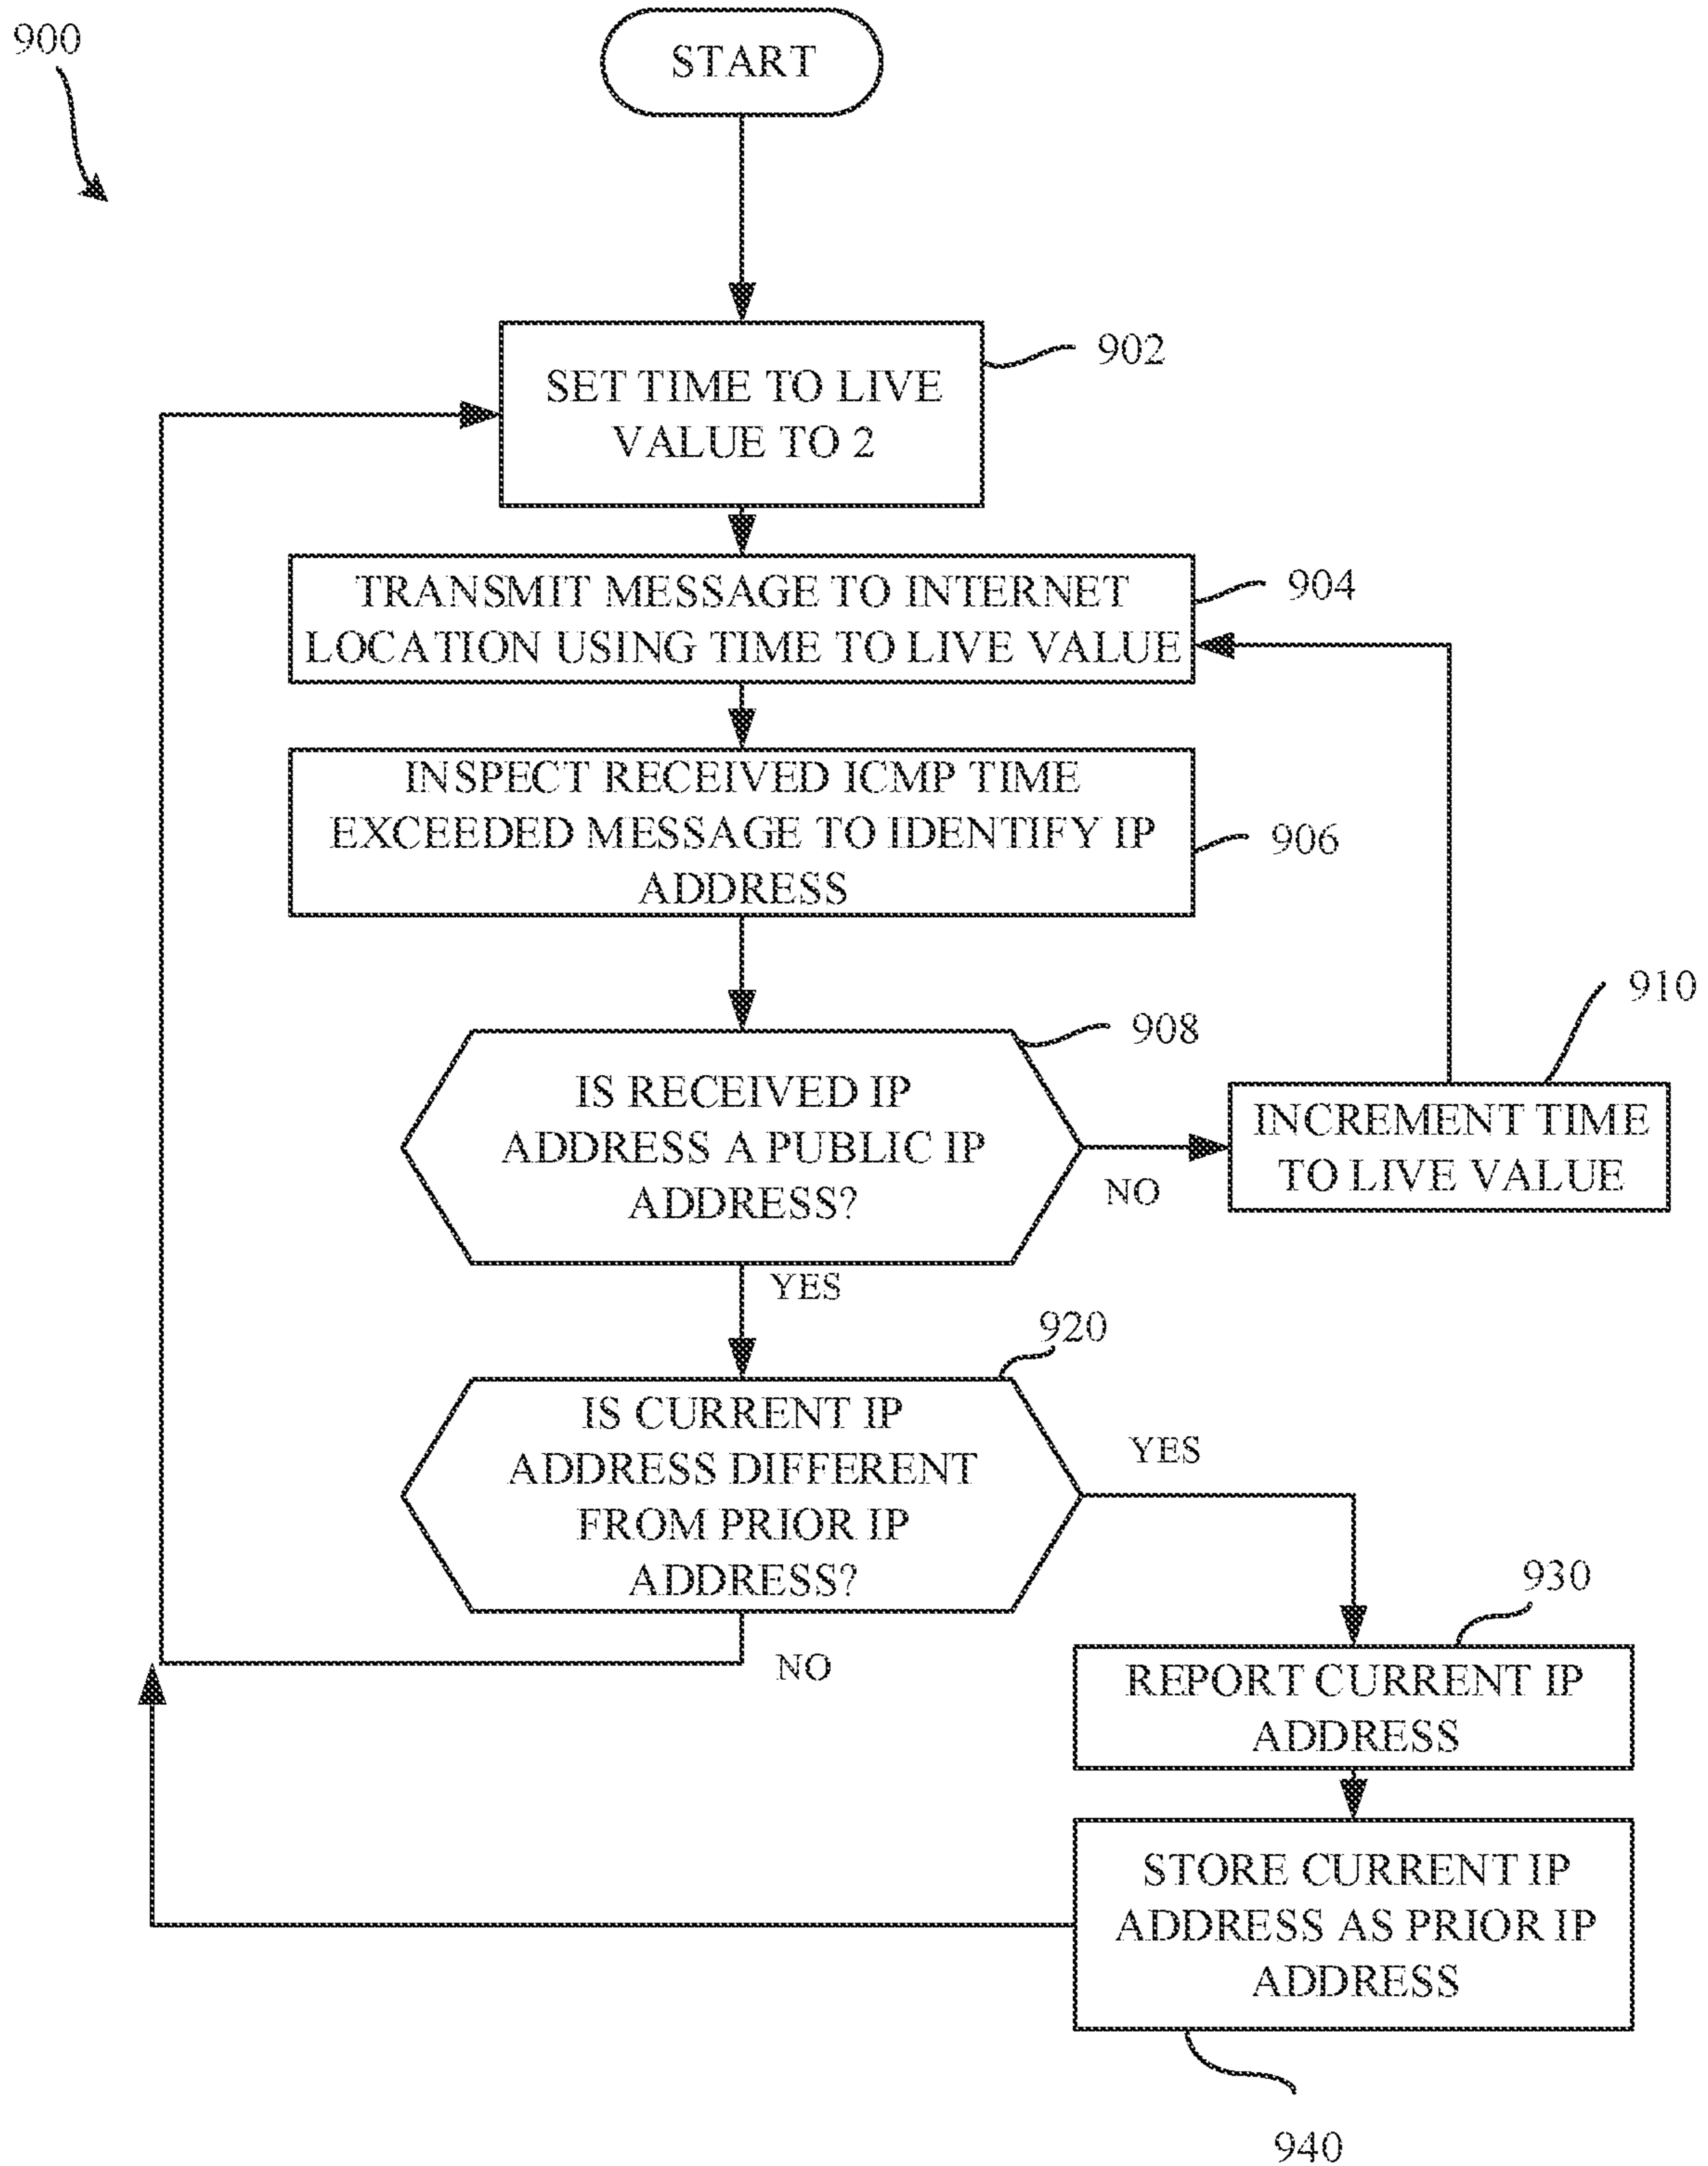 900
START
902
SET TIME TO LIVE
VALUE TO 2
904
TRANSMIT MESSAGE TO INTERNET
LOCATION USING TIME TO LIVE VALUE
INSPECT RECEIVED ICMP TIME
EXCEEDED MESSAGE TO IDENTIFY IP
ADDRESS
906
908
IS RECEIVED IP
ADDRESS A PUBLIC IP
ADDRESS?
NO
910
INCREMENT TIME
TO LIVE VALUE
YES
920
IS CURRENT IP
ADDRESS DIFFERENT
FROM PRIOR IP
ADDRESS?
YES
NO
930
REPORT CURRENT IP
ADDRESS
STORE CURRENT IP
ADDRESS AS PRIOR IP
ADDRESS
940